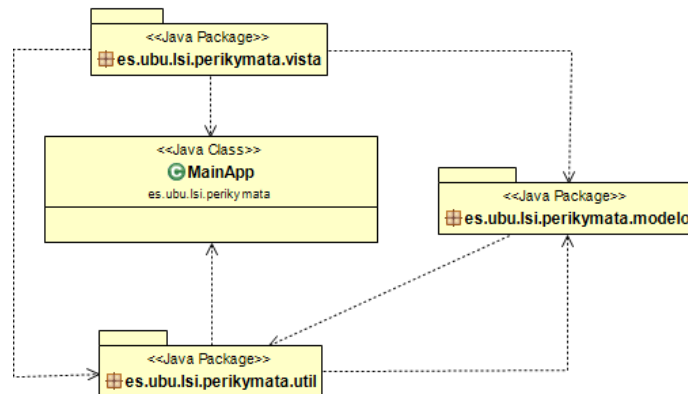 <<Java Package>>
es.ubu.lsi.perikymata.vista
<<Java Class>>
MainApp
es.ubu.lsi.perikymata
<<Java Package>>
es.ubu.lsi.perikymata.modelo
<<Java Package>>
es.ubu.lsi.perikymata.util